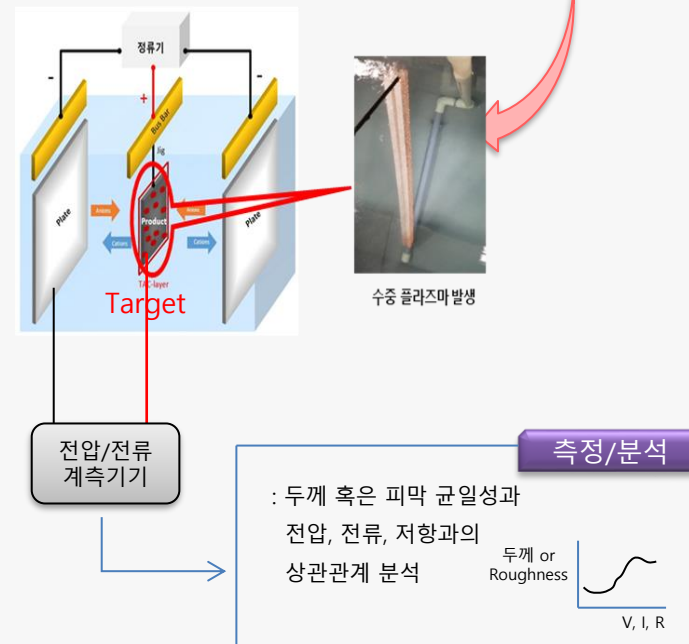 정류기
-
-
+
Bus Bar
Jig
Plate
Anions
Product
Anions
Plate
Cations
Cations
TAC-layer
Target
수중 플라즈마 발생
전압/전류
계측기기
측정/분석
: 두께 혹은 피막 균일성과
전압, 전류, 저항과의
상관관계 분석
두께 or
Roughness
V, I, R